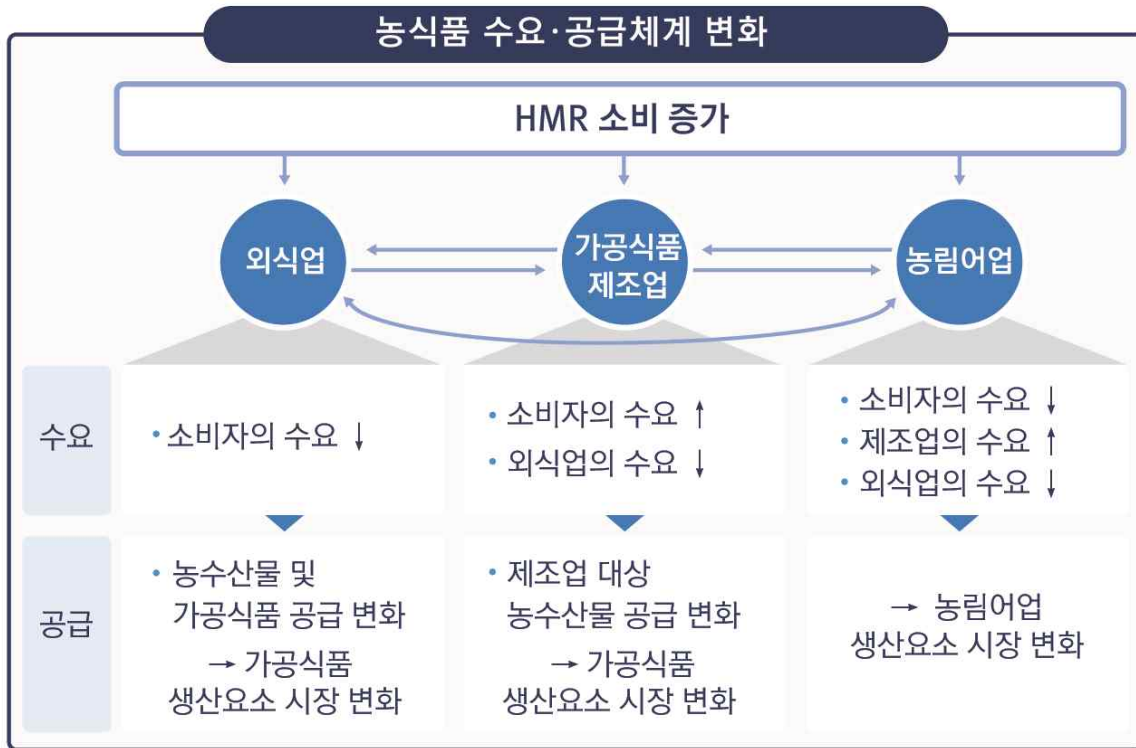 농식품 수요·공급체계 변화
HMR 소비 증가
외식업
가공식품
제조업
농림어업
수요
• 소비자의 수요 ↓
• 소비자의 수요 ↑
• 외식업의 수요 ↓
• 소비자의 수요 ↓
• 제조업의 수요 ↑
• 외식업의 수요 ↓
공급
• 농수산물 및
가공식품 공급 변화
→ 가공식품
생산요소 시장 변화
• 제조업 대상
농수산물 공급 변화
→ 가공식품
생산요소 시장 변화
→ 농림어업
생산요소 시장 변화